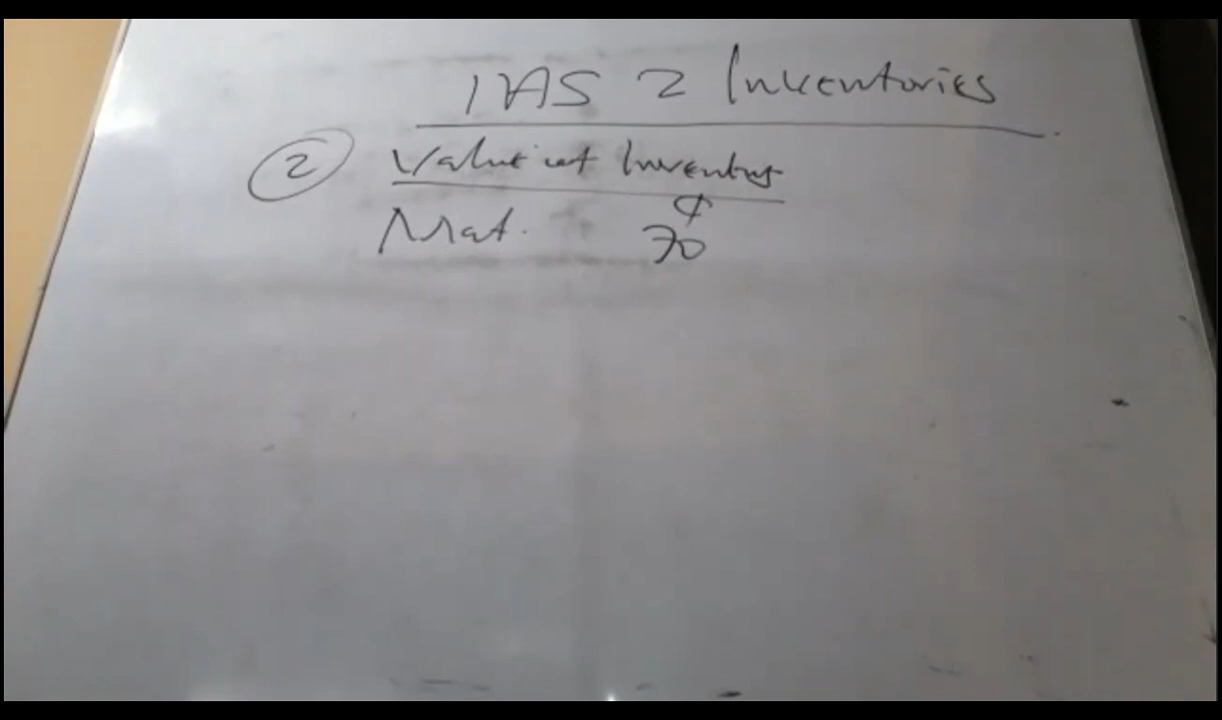 IAS 2 Inventories
② Value of Inventory
¢
Mat. 70